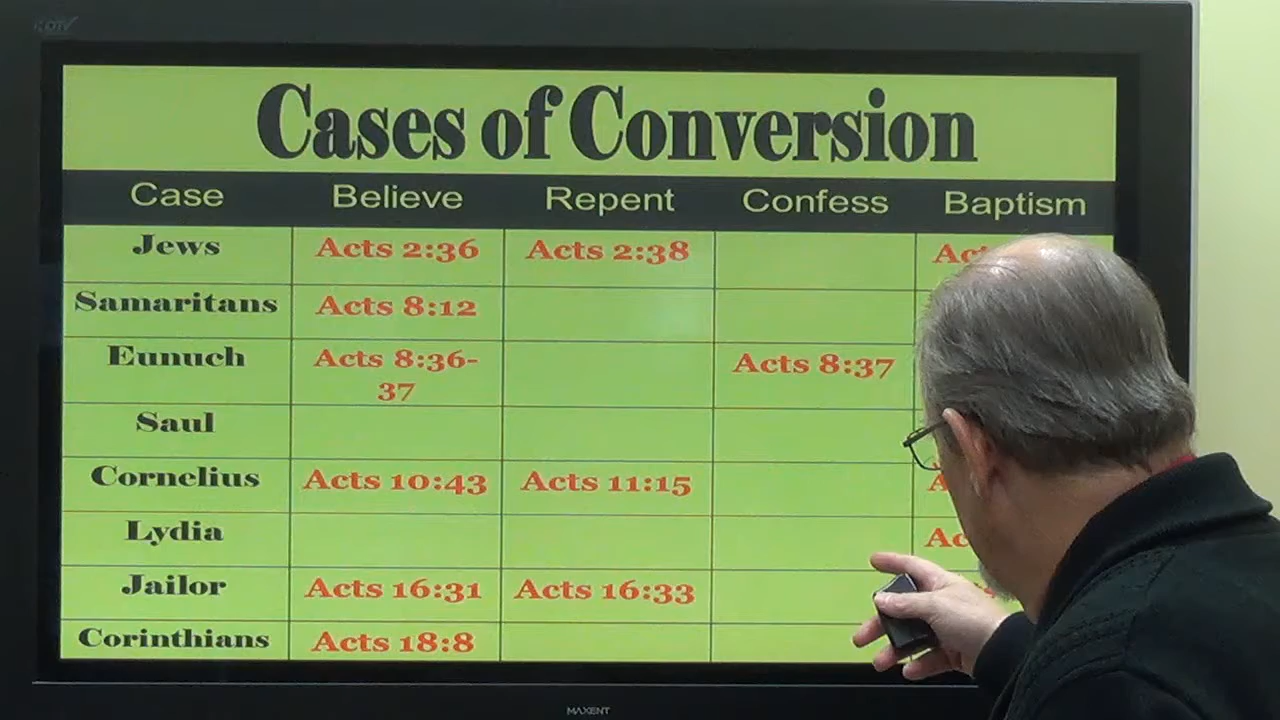 HDTV
Cases of Conversion
Case Believe Repent Confess Baptism
Jews Acts 2:36 Acts 2:38
Samaritans Acts 8:12
Eunuch Acts 8:36-
37 Acts 8:37
Saul
Cornelius Acts 10:43 Acts 11:15
Lydia
Jailor Acts 16:31 Acts 16:33
Corinthians Acts 18:8
MAXENT